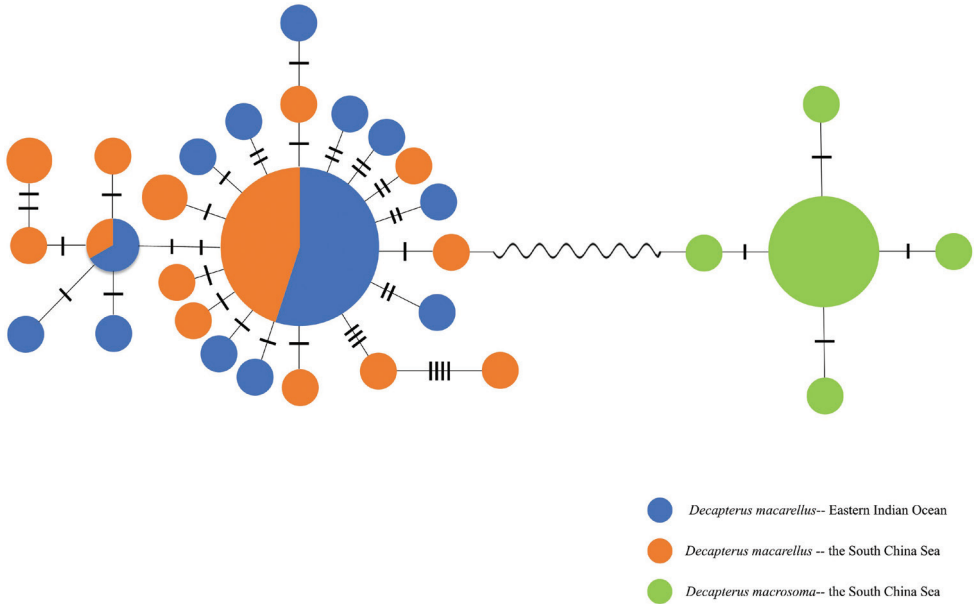 Decapterus macarellus-- Eastern Indian Ocean
Decapterus macarellus -- the South China Sea
Decapterus macrosoma-- the South China Sea